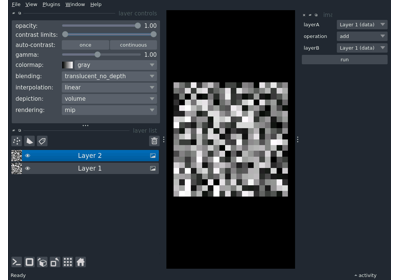 File View Plugins Window Help
layer controls
opacity: 1.00
contrast limits:
auto-contrast: once continuous
gamma: 1.00
colormap: gray
blending: translucent_no_depth
interpolation: linear
depiction: volume
rendering: mip
layer list
Layer 2
Layer 1
layerA Layer 1 (data)
operation add
layerB Layer 1 (data)
run
activity